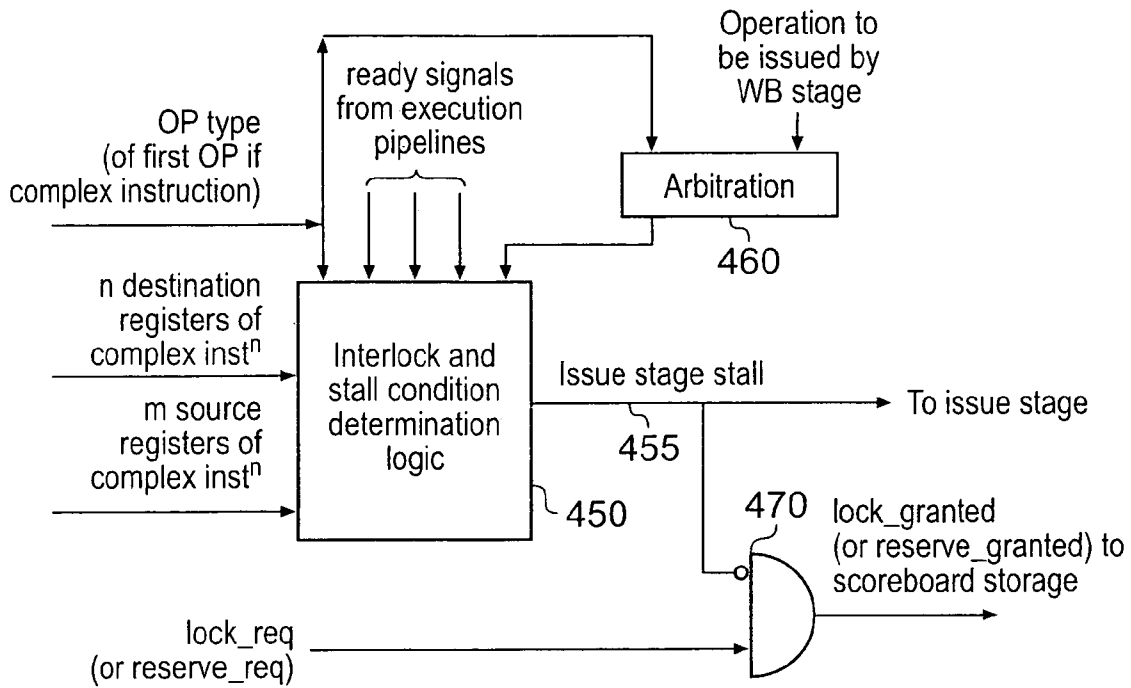 Operation to
be issued by
WB stage
ready signals
from execution
pipelines
OP type
(of first OP if
complex instruction)
Arbitration
460
n destination
registers of
complex instⁿ
Interlock and
stall condition
determination
logic
Issue stage stall
To issue stage
455
m source
registers of
complex instⁿ
450
470
lock_granted
(or reserve_granted) to
scoreboard storage
lock_req
(or reserve_req)